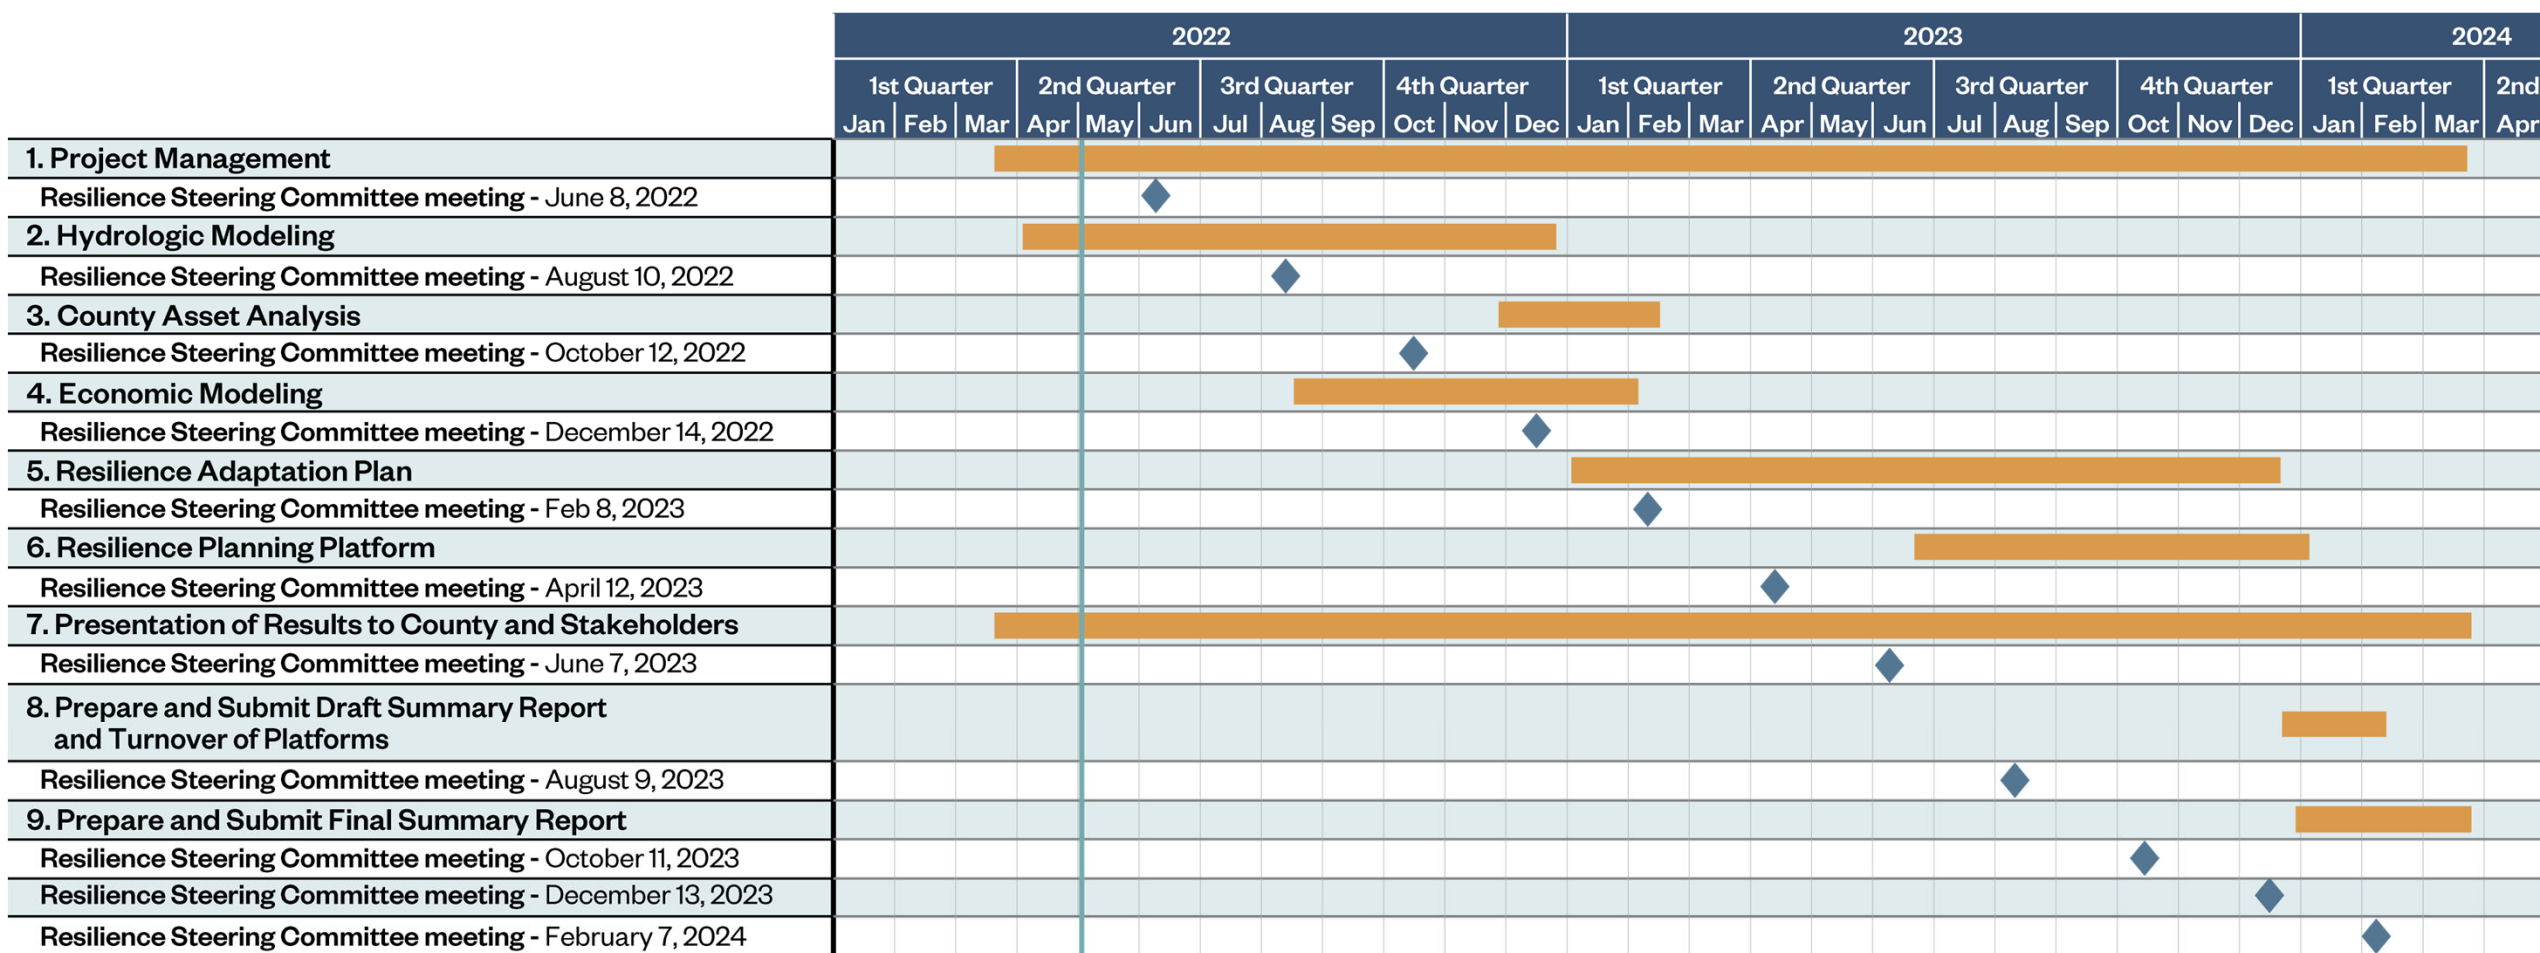 2022 2023 2024
1st Quarter 2nd Quarter 3rd Quarter 4th Quarter 1st Quarter 2nd Quarter 3rd Quarter 4th Quarter 1st Quarter 2nd
Jan Feb Mar Apr May Jun Jul Aug Sep Oct Nov Dec Jan Feb Mar Apr May Jun Jul Aug Sep Oct Nov Dec Jan Feb Mar Apr
1. Project Management
Resilience Steering Committee meeting - June 8, 2022
2. Hydrologic Modeling
Resilience Steering Committee meeting - August 10, 2022
3. County Asset Analysis
Resilience Steering Committee meeting - October 12, 2022
4. Economic Modeling
Resilience Steering Committee meeting - December 14, 2022
5. Resilience Adaptation Plan
Resilience Steering Committee meeting - Feb 8, 2023
6. Resilience Planning Platform
Resilience Steering Committee meeting - April 12, 2023
7. Presentation of Results to County and Stakeholders
Resilience Steering Committee meeting - June 7, 2023
8. Prepare and Submit Draft Summary Report
and Turnover of Platforms
Resilience Steering Committee meeting - August 9, 2023
9. Prepare and Submit Final Summary Report
Resilience Steering Committee meeting - October 11, 2023
Resilience Steering Committee meeting - December 13, 2023
Resilience Steering Committee meeting - February 7, 2024